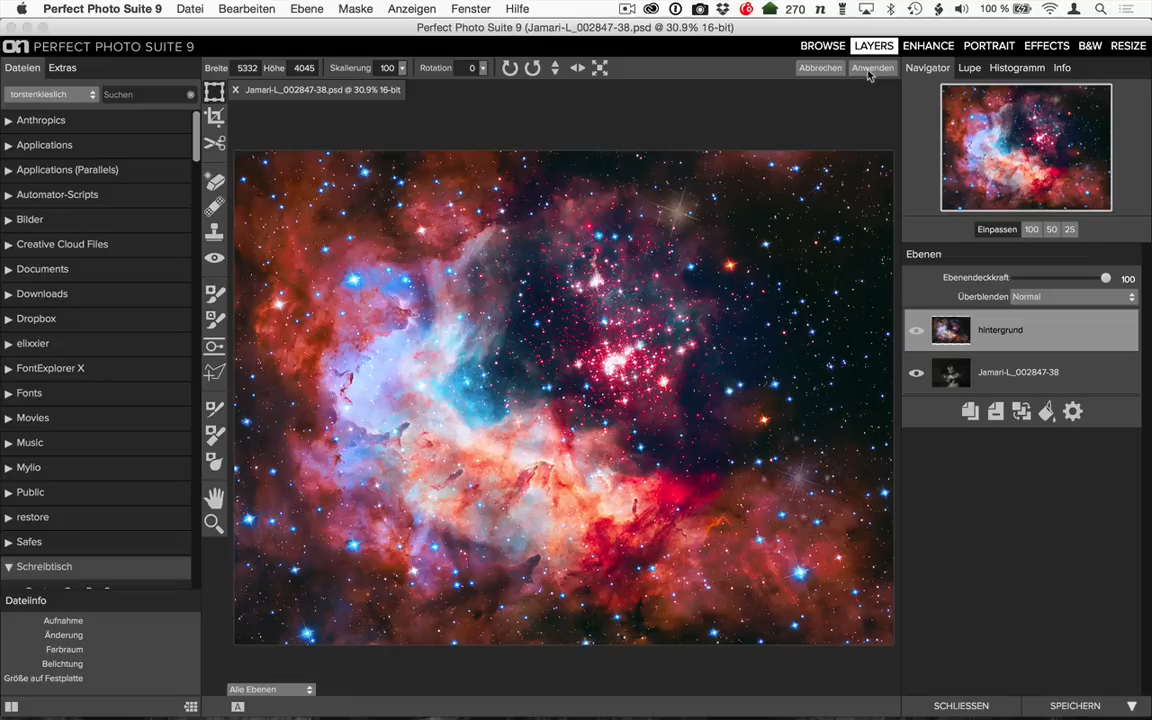 Perfect Photo Suite 9 Datei Bearbeiten Ebene Maske Anzeigen Fenster Hilfe 270 100 %
Perfect Photo Suite 9 (Jamari-L_002847-38.psd @ 30.9% 16-bit)
on PERFECT PHOTO SUITE 9 BROWSE LAYERS ENHANCE PORTRAIT EFFECTS B&W RESIZE
Dateien Extras Breite 5332 Höhe 4045 Skalierung 100 Rotation 0 Abbrechen Anwenden Navigator Lupe Histogramm Info
torstenkieslich Suchen
Jamari-L_002847-38.psd @ 30.9% 16-bit
Anthropics
Applications
Applications (Parallels)
Automator-Scripts
Bilder
Creative Cloud Files
Documents
Downloads
Dropbox
elixxier
FontExplorer X
Fonts
Movies
Music
Mylio
Public
restore
Safes
Schreibtisch
Dateiinfo
Aufnahme
Änderung
Farbraum
Belichtung
Größe auf Festplatte
Alle Ebenen
A
Einpassen 100 50 25
Ebenen
Ebenendeckkraft 100
Überblenden Normal
hintergrund
Jamari-L_002847-38
SCHLIEßEN SPEICHERN